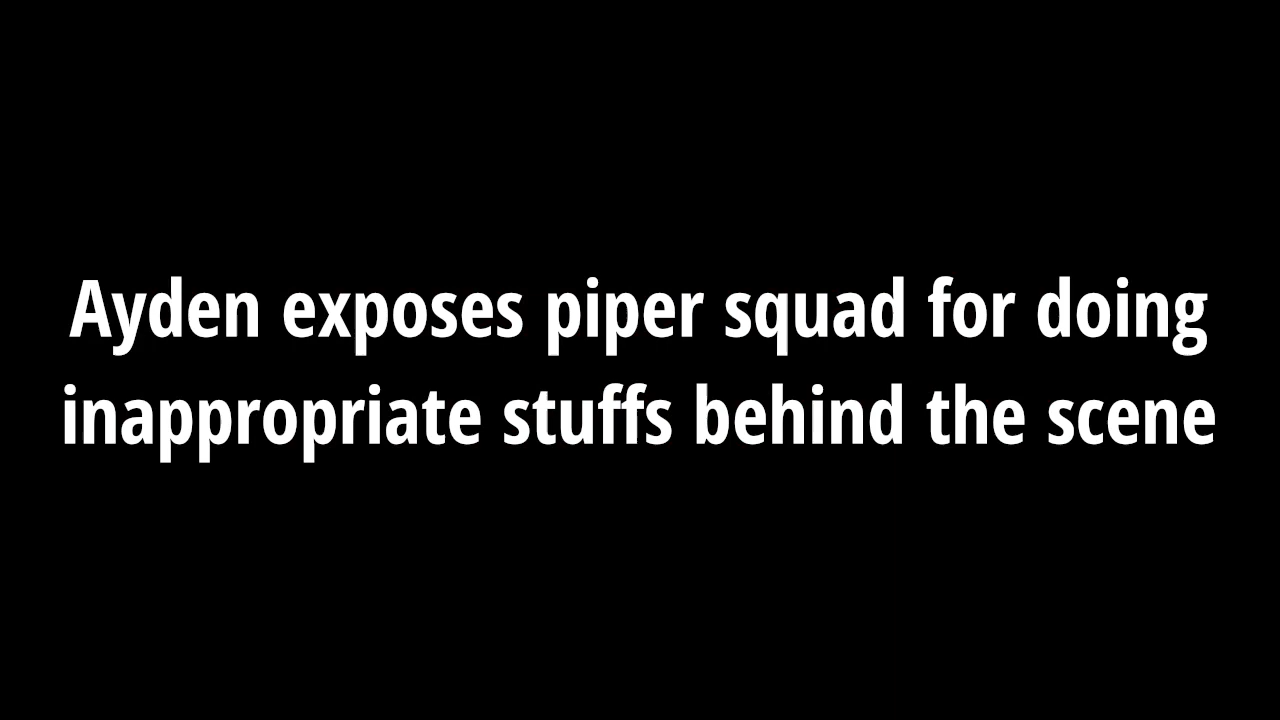 Ayden exposes piper squad for doing
inappropriate stuffs behind the scene